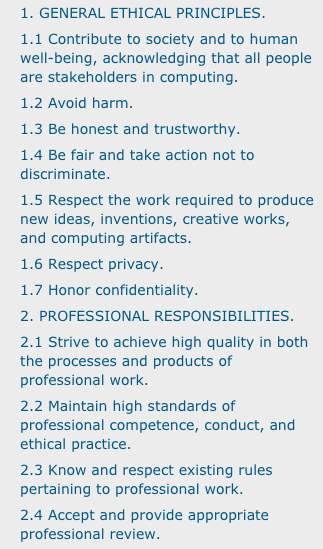 1. GENERAL ETHICAL PRINCIPLES.
1.1 Contribute to society and to human
well-being, acknowledging that all people
are stakeholders in computing.
1.2 Avoid harm.
1.3 Be honest and trustworthy.
1.4 Be fair and take action not to
discriminate.
1.5 Respect the work required to produce
new ideas, inventions, creative works,
and computing artifacts.
1.6 Respect privacy.
1.7 Honor confidentiality.
2. PROFESSIONAL RESPONSIBILITIES.
2.1 Strive to achieve high quality in both
the processes and products of
professional work.
2.2 Maintain high standards of
professional competence, conduct, and
ethical practice.
2.3 Know and respect existing rules
pertaining to professional work.
2.4 Accept and provide appropriate
professional review.